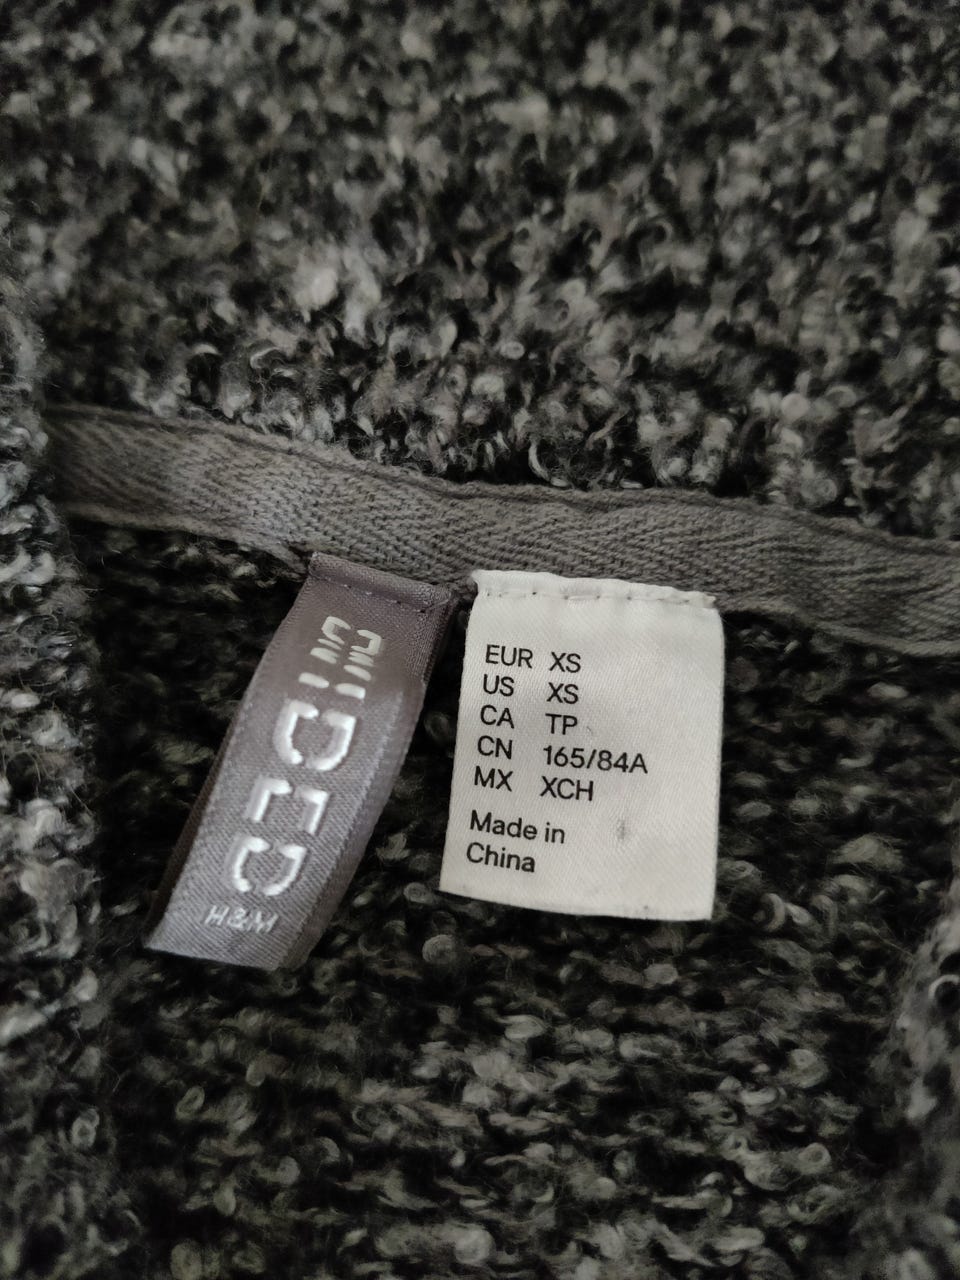 DIVIDED
H&M
EUR XS
US XS
CA TP
CN 165/84A
MX XCH
Made in
China